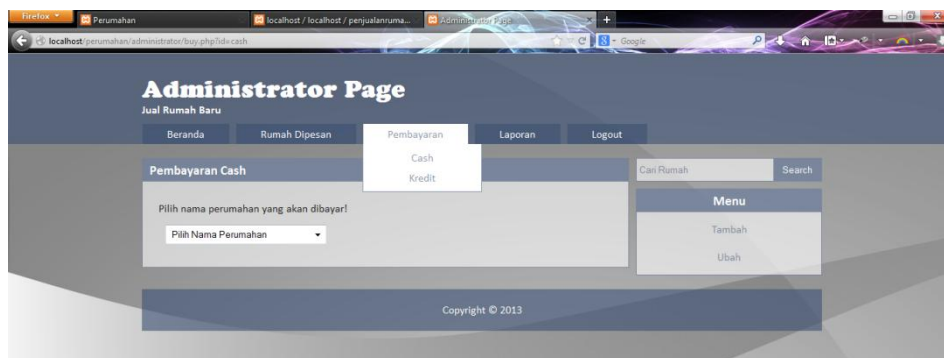 Firefox
Perumahan
localhost / localhost / penjualanruma...
Administrator Page
localhost/perumahan/administrator/buy.php?id=cash
Google
Administrator Page
Jual Rumah Baru
Beranda Rumah Dipesan Pembayaran Laporan Logout
Cash
Kredit
Pembayaran Cash
Pilih nama perumahan yang akan dibayar!
Pilih Nama Perumahan
Cari Rumah Search
Menu
Tambah
Ubah
Copyright © 2013